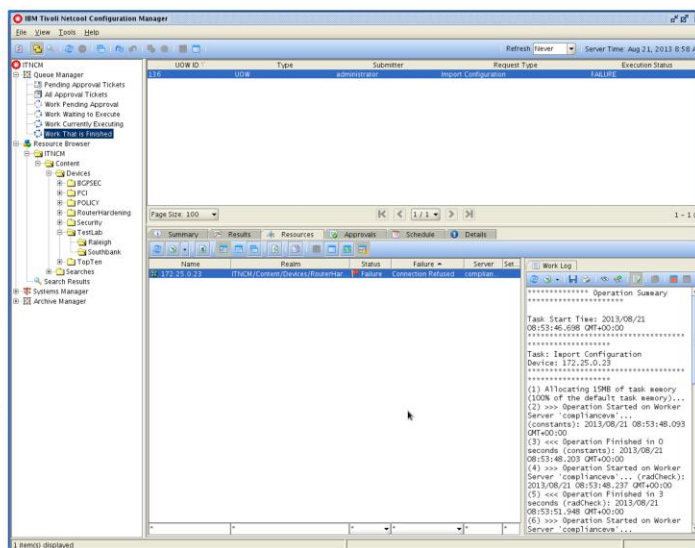 IBM Tivoli Netcool Configuration Manager
File View Tools Help
Refresh Never Server Time: Aug 21, 2013 8:58 A
ITNCM
Queue Manager
Pending Approval Tickets
All Approval Tickets
Work Pending Approval
Work Waiting to Execute
Work Currently Executing
Work That is Finished
Resource Browser
ITNCM
Content
Devices
BGPSEC
PCI
POLICY
RouterHardening
Security
TestLab
Raleigh
Southbank
TopTen
Searches
Search Results
Systems Manager
Archive Manager
UOW ID Type Submitter Request Type Execution Status
136 UOW administrator Import Configuration FAILURE
Page Size: 100 1 / 1 1 - 1
Summary Results Resources Approvals Schedule Details
Name Realm Status Failure Server Set...
172.25.0.23 ITNCM/Content/Devices/RouterHar... Failure Connection Refused complian...
Work Log
************** Operation Summary
**********************
Task Start Time: 2013/08/21
08:53:46.698 GMT+00:00
************************************
*******************
Task: Import Configuration
Device: 172.25.0.23
************************************
*******************
(1) Allocating 15MB of task memory
(100% of the default task memory)...
(2) >>> Operation Started on Worker
Server 'compliancevm'...
(constants): 2013/08/21 08:53:48.093
GMT+00:00
(3) <<< Operation Finished in 0
seconds (constants): 2013/08/21
08:53:48.203 GMT+00:00
(4) >>> Operation Started on Worker
Server 'compliancevm'... (radCheck):
2013/08/21 08:53:48.237 GMT+00:00
(5) <<< Operation Finished in 3
seconds (radCheck): 2013/08/21
08:53:51.948 GMT+00:00
(6) >>> Operation Started on Worker
Server 'compliancevm'...
* * * * * *
1 item(s) displayed